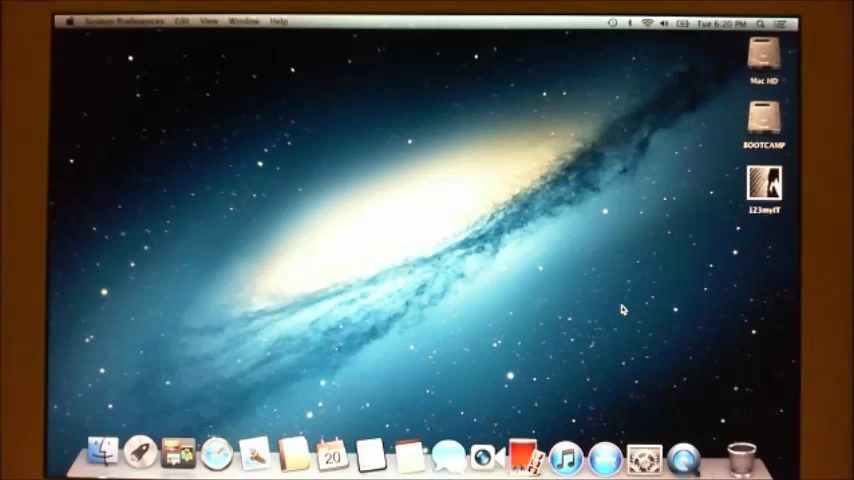 System Preferences Edit View Window Help
Tue 6:20 PM
Mac HD
BOOTCAMP
123myIT
20